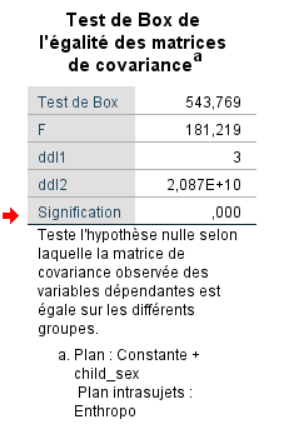 Test de Box de
l'égalité des matrices
de covariance a
Test de Box 543,769
F 181,219
ddl1 3
ddl2 2,087E+10
Signification ,000
Teste l'hypothèse nulle selon
laquelle la matrice de
covariance observée des
variables dépendantes est
égale sur les différents
groupes.
a. Plan : Constante +
child_sex
Plan intrasujets :
Enthropo